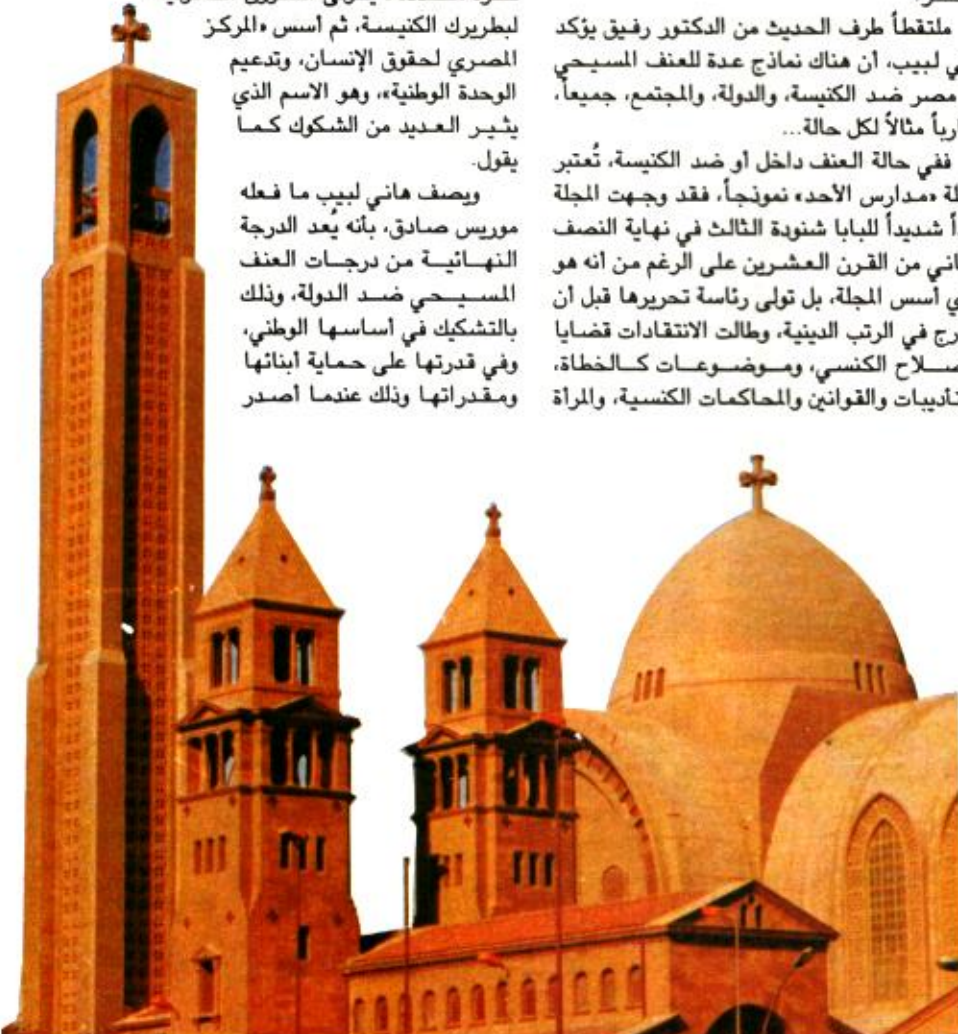 ملتقطاً طرف الحديث من الدكتور رفيق يؤكد
ي لبيب، أن هناك نماذج عدة للعنف المسيحي
مصر ضد الكنيسة، والدولة، والمجتمع، جميعاً،
ارباً مثالاً لكل حالة...
ففي حالة العنف داخل أو ضد الكنيسة، تُعتبر
لة «مدارس الأحد» نموذجاً، فقد وجهت المجلة
اً شديداً للبابا شنودة الثالث في نهاية النصف
اني من القرن العشرين على الرغم من أنه هو
ي أسس المجلة، بل تولى رئاسة تحريرها قبل أن
رج في الرتب الدينية، وطالت الانتقادات قضايا
صلاح الكنسي، وموضوعات كالخطاة،
تأديبات والقوانين والمحاكمات الكنسية، والمرأة
لبطريرك الكنيسة، ثم أسس «المركز
المصري لحقوق الإنسان، وتدعيم
الوحدة الوطنية»، وهو الاسم الذي
يثير العديد من الشكوك كما
يقول.
ويصف هاني لبيب ما فعله
موريس صادق، بأنه يُعد الدرجة
النهائية من درجات العنف
المسيحي ضد الدولة، وذلك
بالتشكيك في أساسها الوطني،
وفي قدرتها على حماية أبنائها
ومقدراتها وذلك عندما أصدر